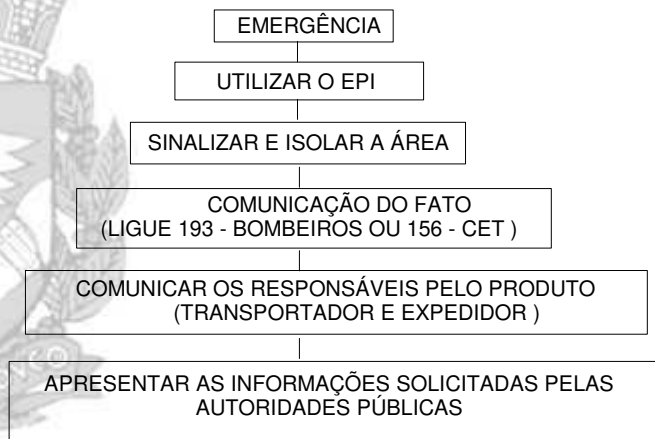 EMERGÊNCIA
UTILIZAR O EPI
SINALIZAR E ISOLAR A ÁREA
COMUNICAÇÃO DO FATO
(LIGUE 193 - BOMBEIROS OU 156 - CET )
COMUNICAR OS RESPONSÁVEIS PELO PRODUTO
(TRANSPORTADOR E EXPEDIDOR )
APRESENTAR AS INFORMAÇÕES SOLICITADAS PELAS
AUTORIDADES PÚBLICAS